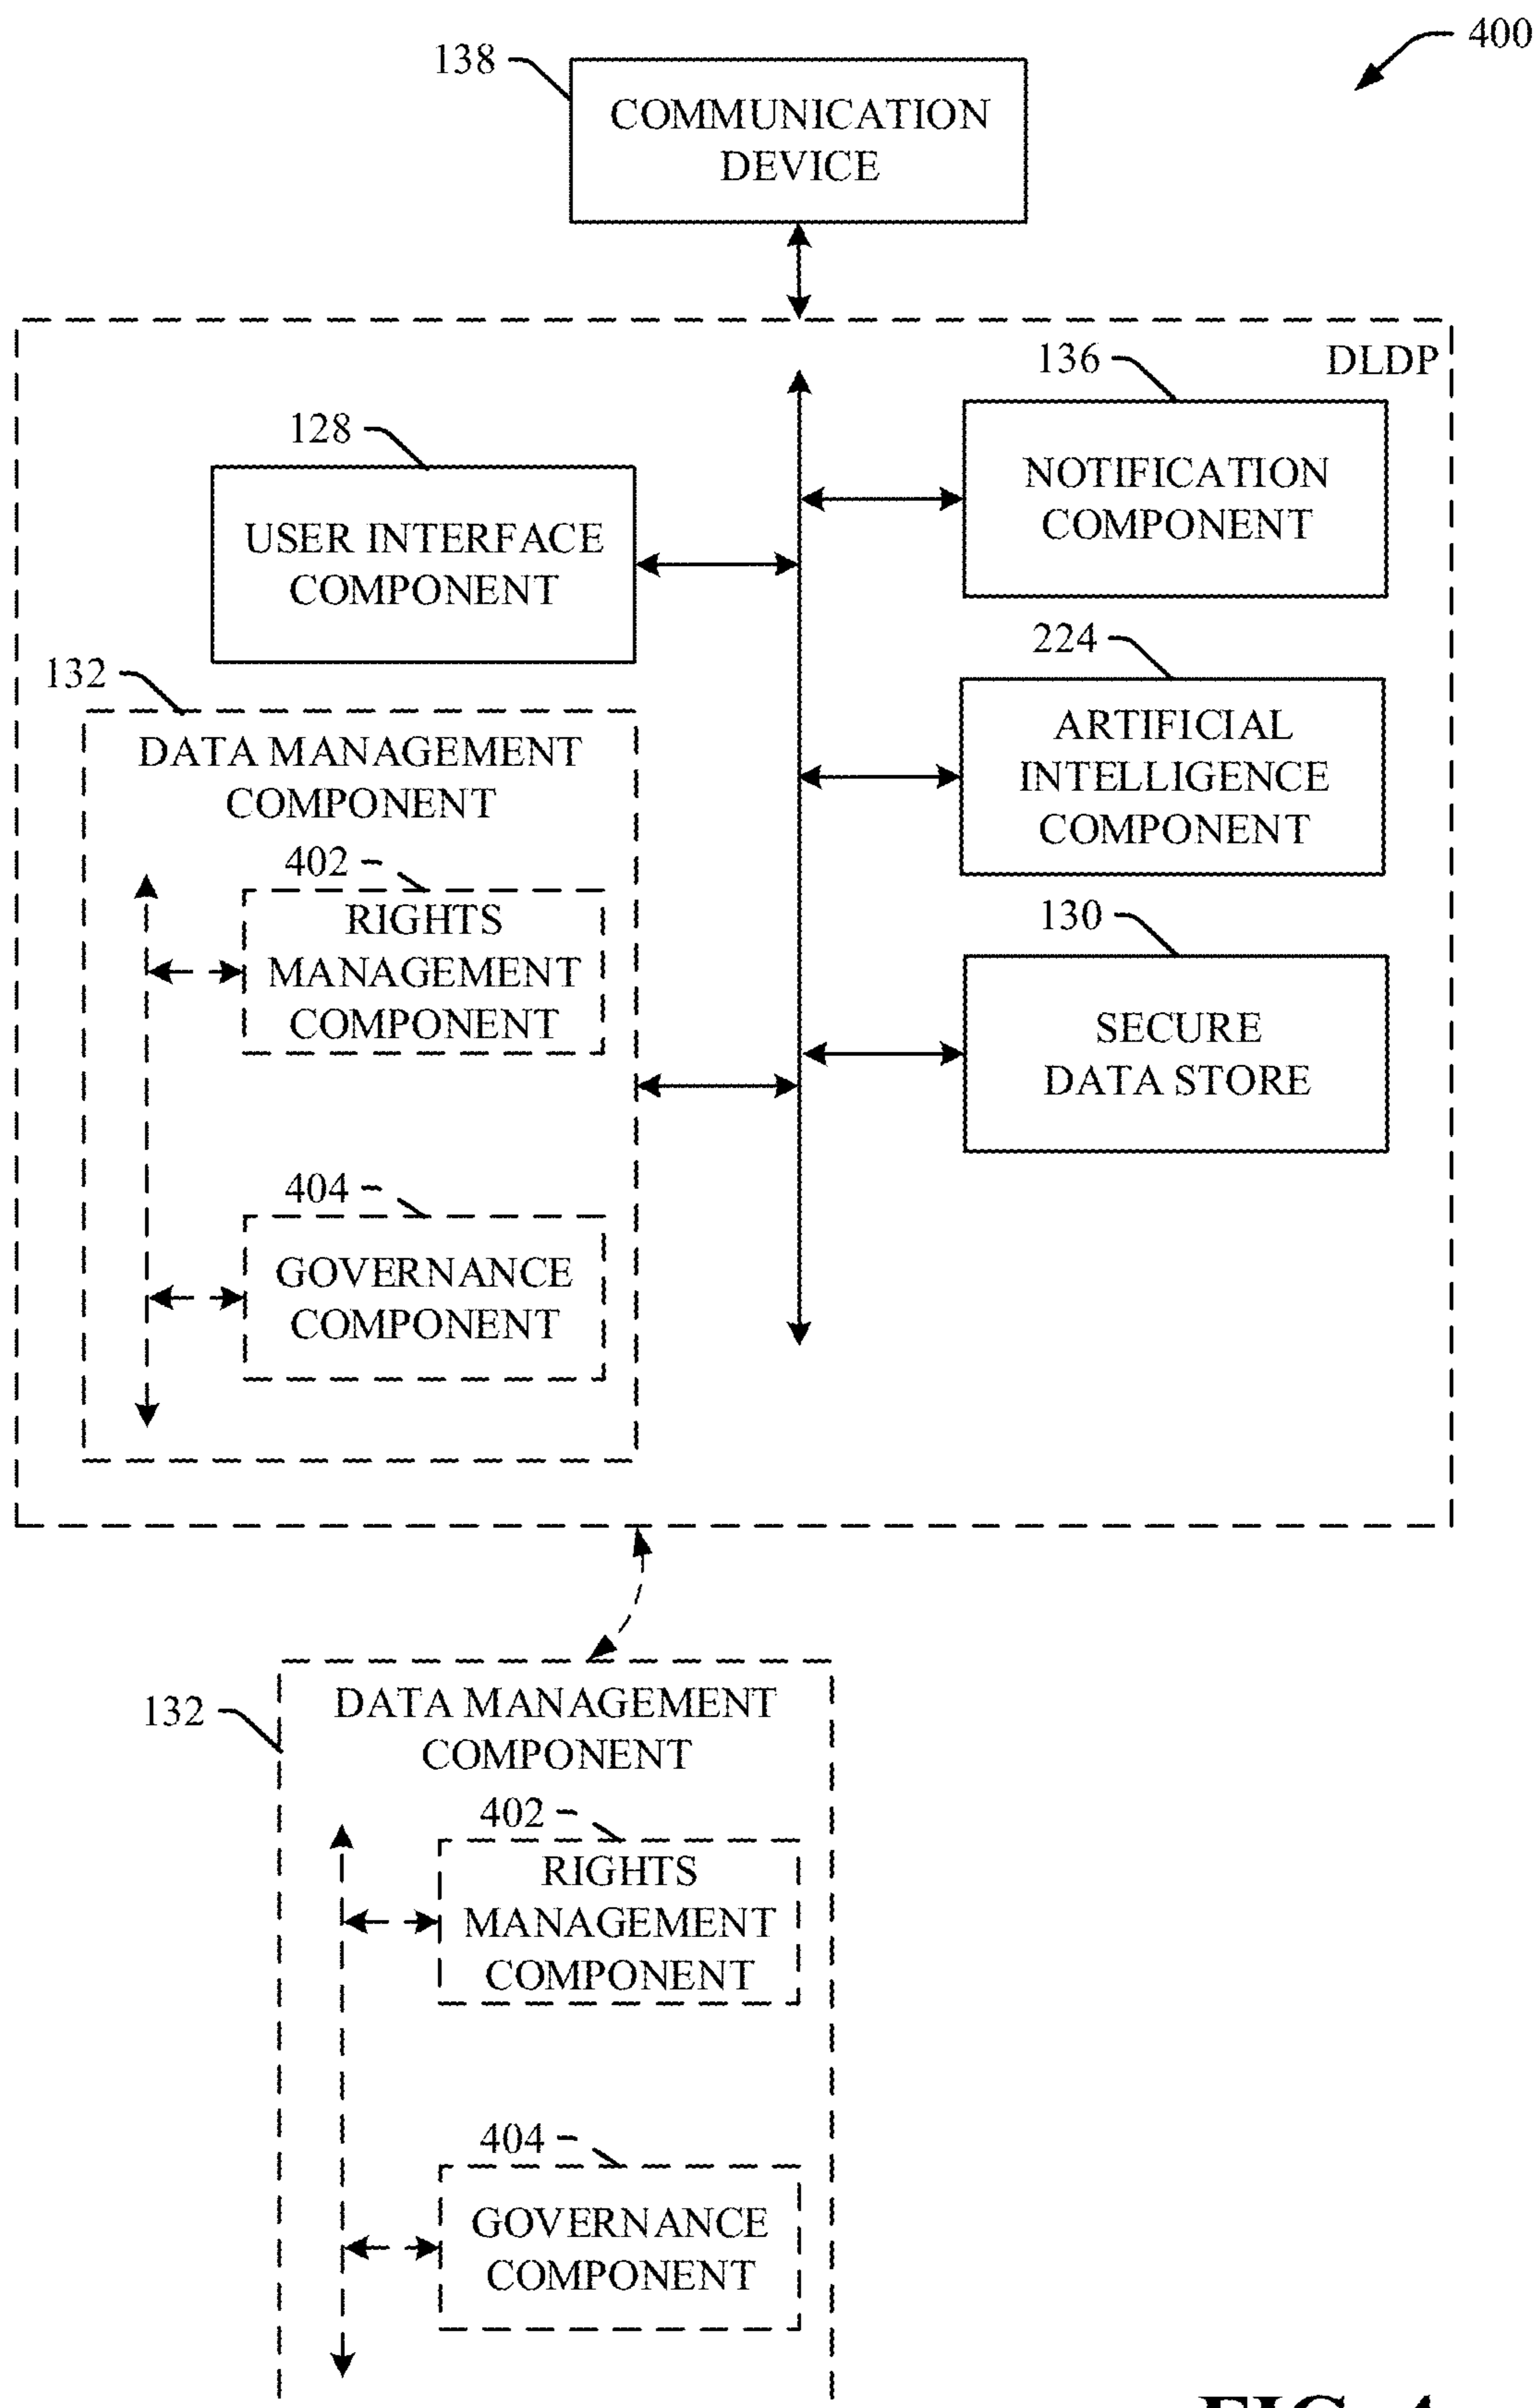 400
138
COMMUNICATION
DEVICE
DLDP
136
NOTIFICATION
COMPONENT
128
USER INTERFACE
COMPONENT
224
ARTIFICIAL
INTELLIGENCE
COMPONENT
132
DATA MANAGEMENT
COMPONENT
402
RIGHTS
MANAGEMENT
COMPONENT
130
SECURE
DATA STORE
404
GOVERNANCE
COMPONENT
132
DATA MANAGEMENT
COMPONENT
402
RIGHTS
MANAGEMENT
COMPONENT
404
GOVERNANCE
COMPONENT